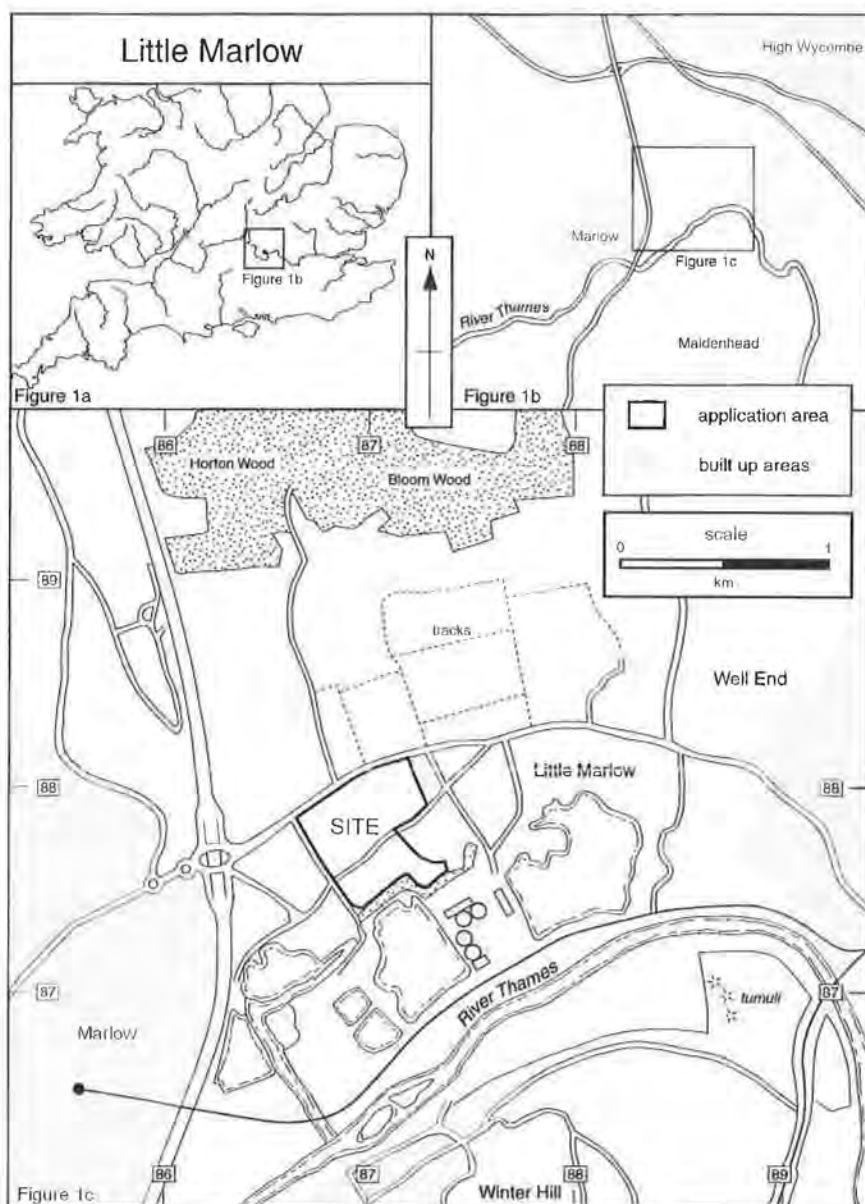 Little Marlow
High Wycombe
Figure 1b
N
Marlow
Figure 1c
River Thames
Maidenhead
Figure 1a
Figure 1b
application area
built up areas
86
87
88
Horton Wood
Bloom Wood
scale
0
1
km
89
tracks
Well End
88
Little Marlow
88
SITE
87
River Thames
tumuli
87
Marlow
86
87
88
89
Figure 1c
Winter Hill